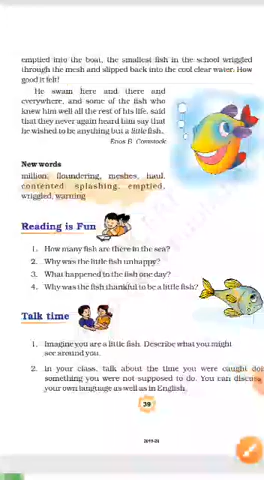 emptied into the boat, the smallest fish in the school wriggled
through the mesh and slipped back into the cool clear water. How
good it felt!
He swam here and there and
everywhere, and some of the fish who
knew him well all the rest of his life, said
that they never again heard him say that
he wished to be anything but a little fish.
Enos B. Comstock
New words
million, floundering, meshes, haul,
contented splashing, emptied,
wriggled, warning
Reading is Fun
1. How many fish are there in the sea?
2. Why was the little fish unhappy?
3. What happened to the fish one day?
4. Why was the fish thankful to be a little fish?
Talk time
1. Imagine you are a little fish. Describe what you might
see around you.
2. In your class, talk about the time you were caught doi
something you were not supposed to do. You can discuss
your own language as well as in English.
39
2019-20